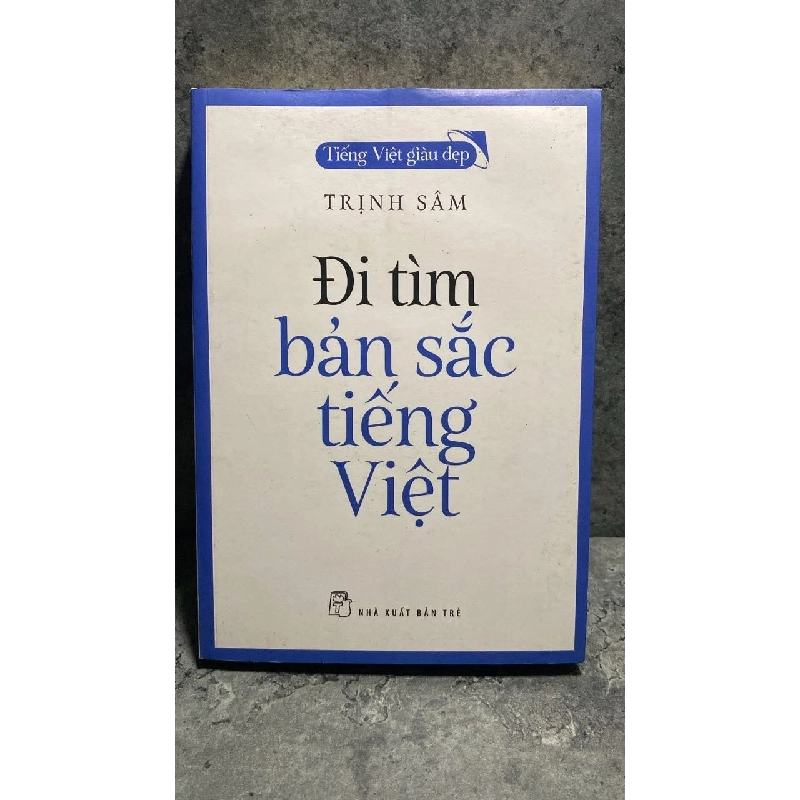 Tiếng Việt giàu đẹp
TRỊNH SÂM
Đi tìm
bản sắc
tiếng
Việt
NHÀ XUẤT BẢN TRẺ